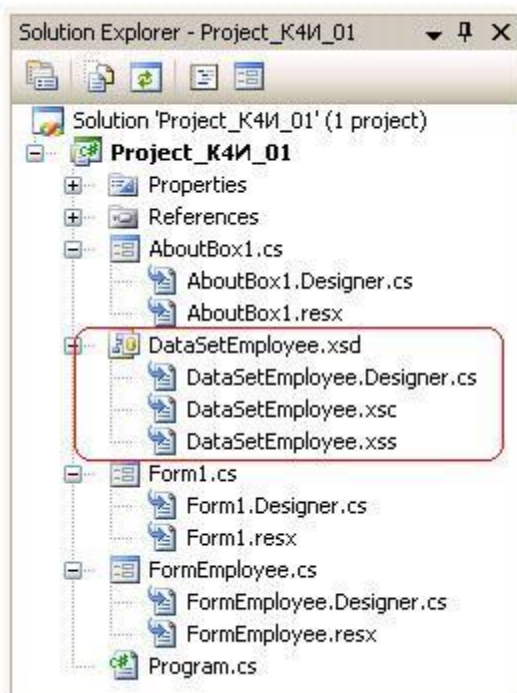 Solution Explorer - Project_К4И_01
Solution 'Project_К4И_01' (1 project)
Project_К4И_01
Properties
References
AboutBox1.cs
AboutBox1.Designer.cs
AboutBox1.resx
DataSetEmployee.xsd
DataSetEmployee.Designer.cs
DataSetEmployee.xsc
DataSetEmployee.xss
Form1.cs
Form1.Designer.cs
Form1.resx
FormEmployee.cs
FormEmployee.Designer.cs
FormEmployee.resx
Program.cs